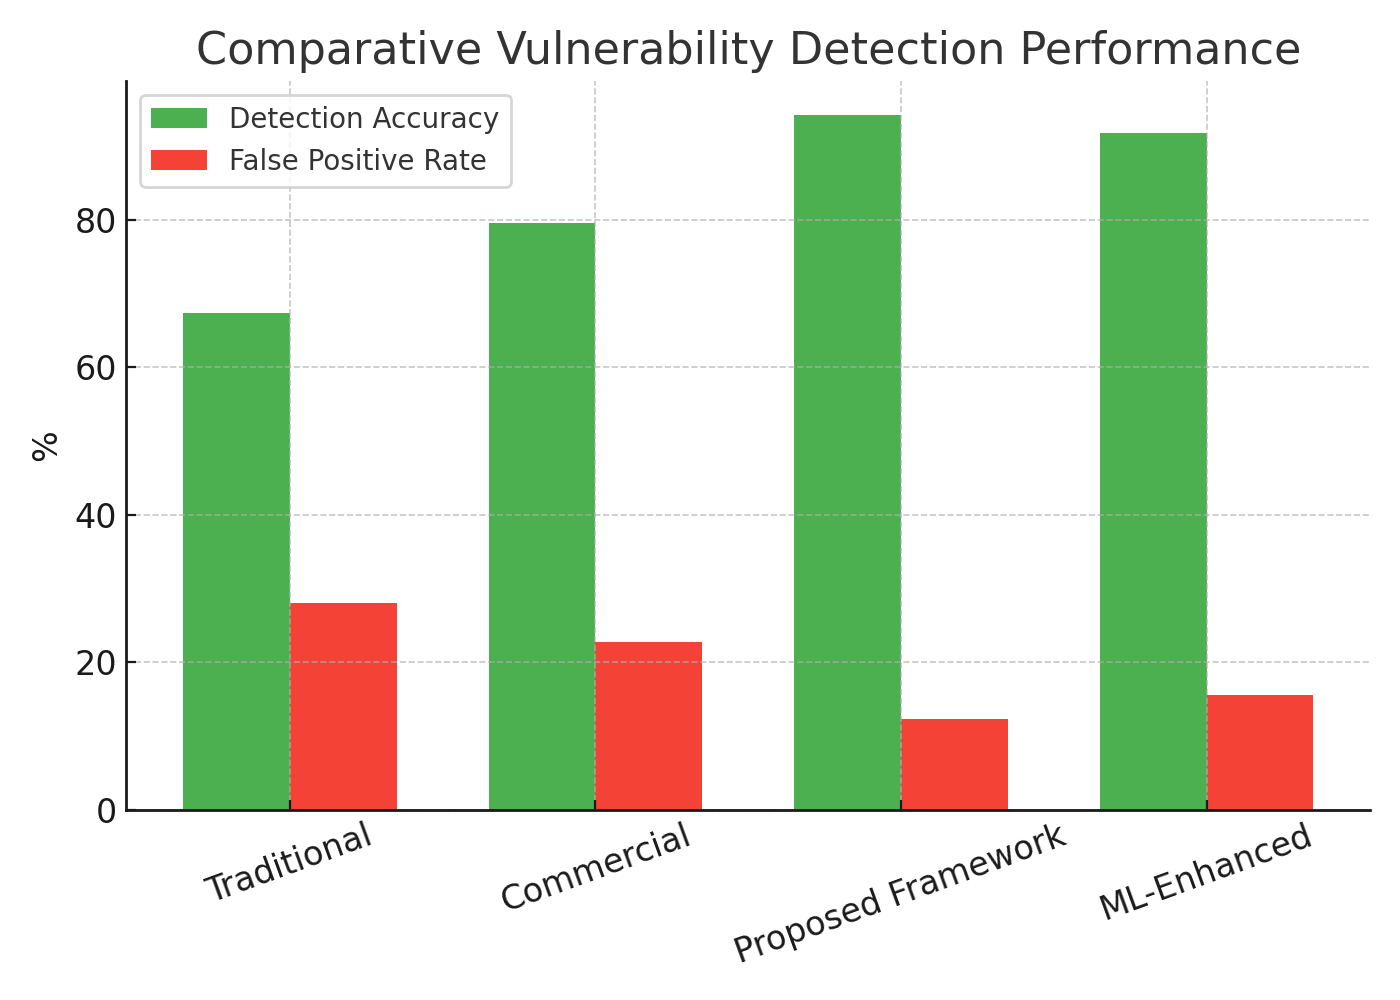 Comparative Vulnerability Detection Performance
Detection Accuracy
False Positive Rate
%
80
60
40
20
0
Traditional
Commercial
Proposed Framework
ML-Enhanced